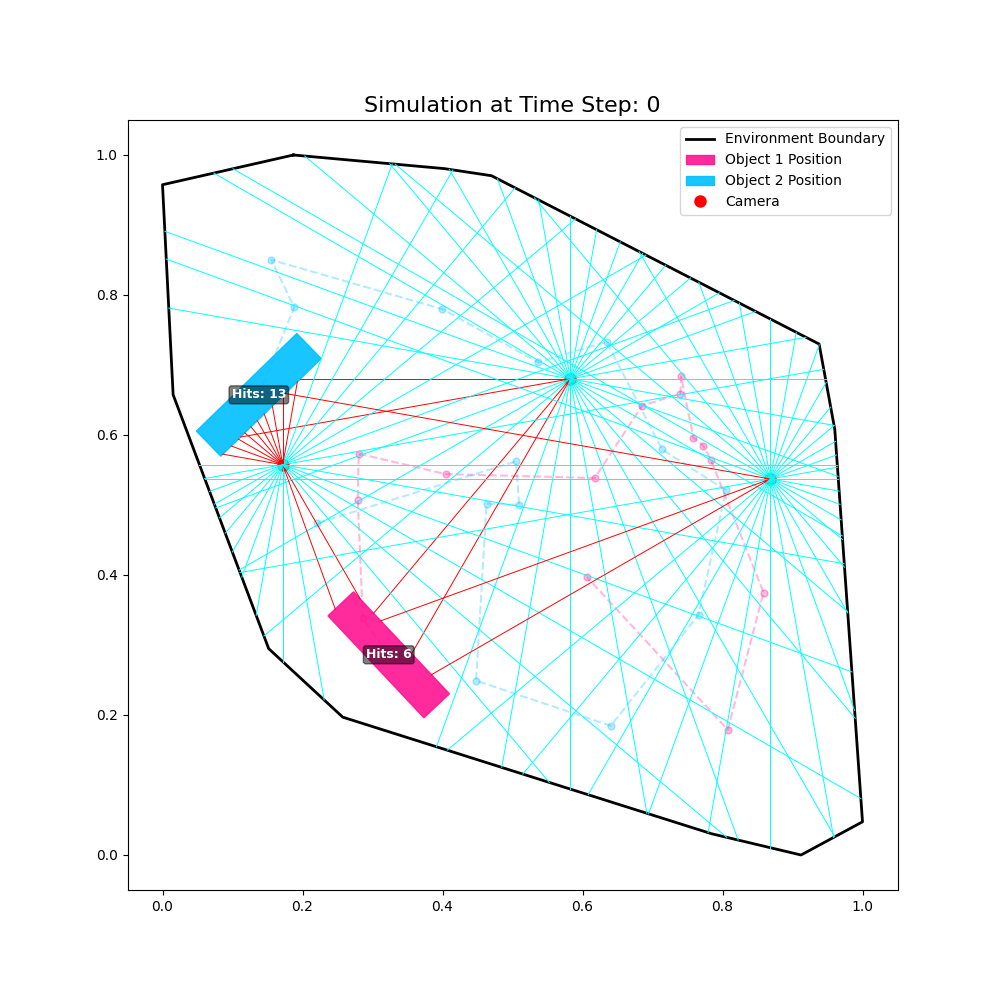 Simulation at Time Step: 0
Environment Boundary
Object 1 Position
Object 2 Position
Camera
Hits: 13
Hits: 6
1.0
0.8
0.6
0.4
0.2
0.0
0.0 0.2 0.4 0.6 0.8 1.0